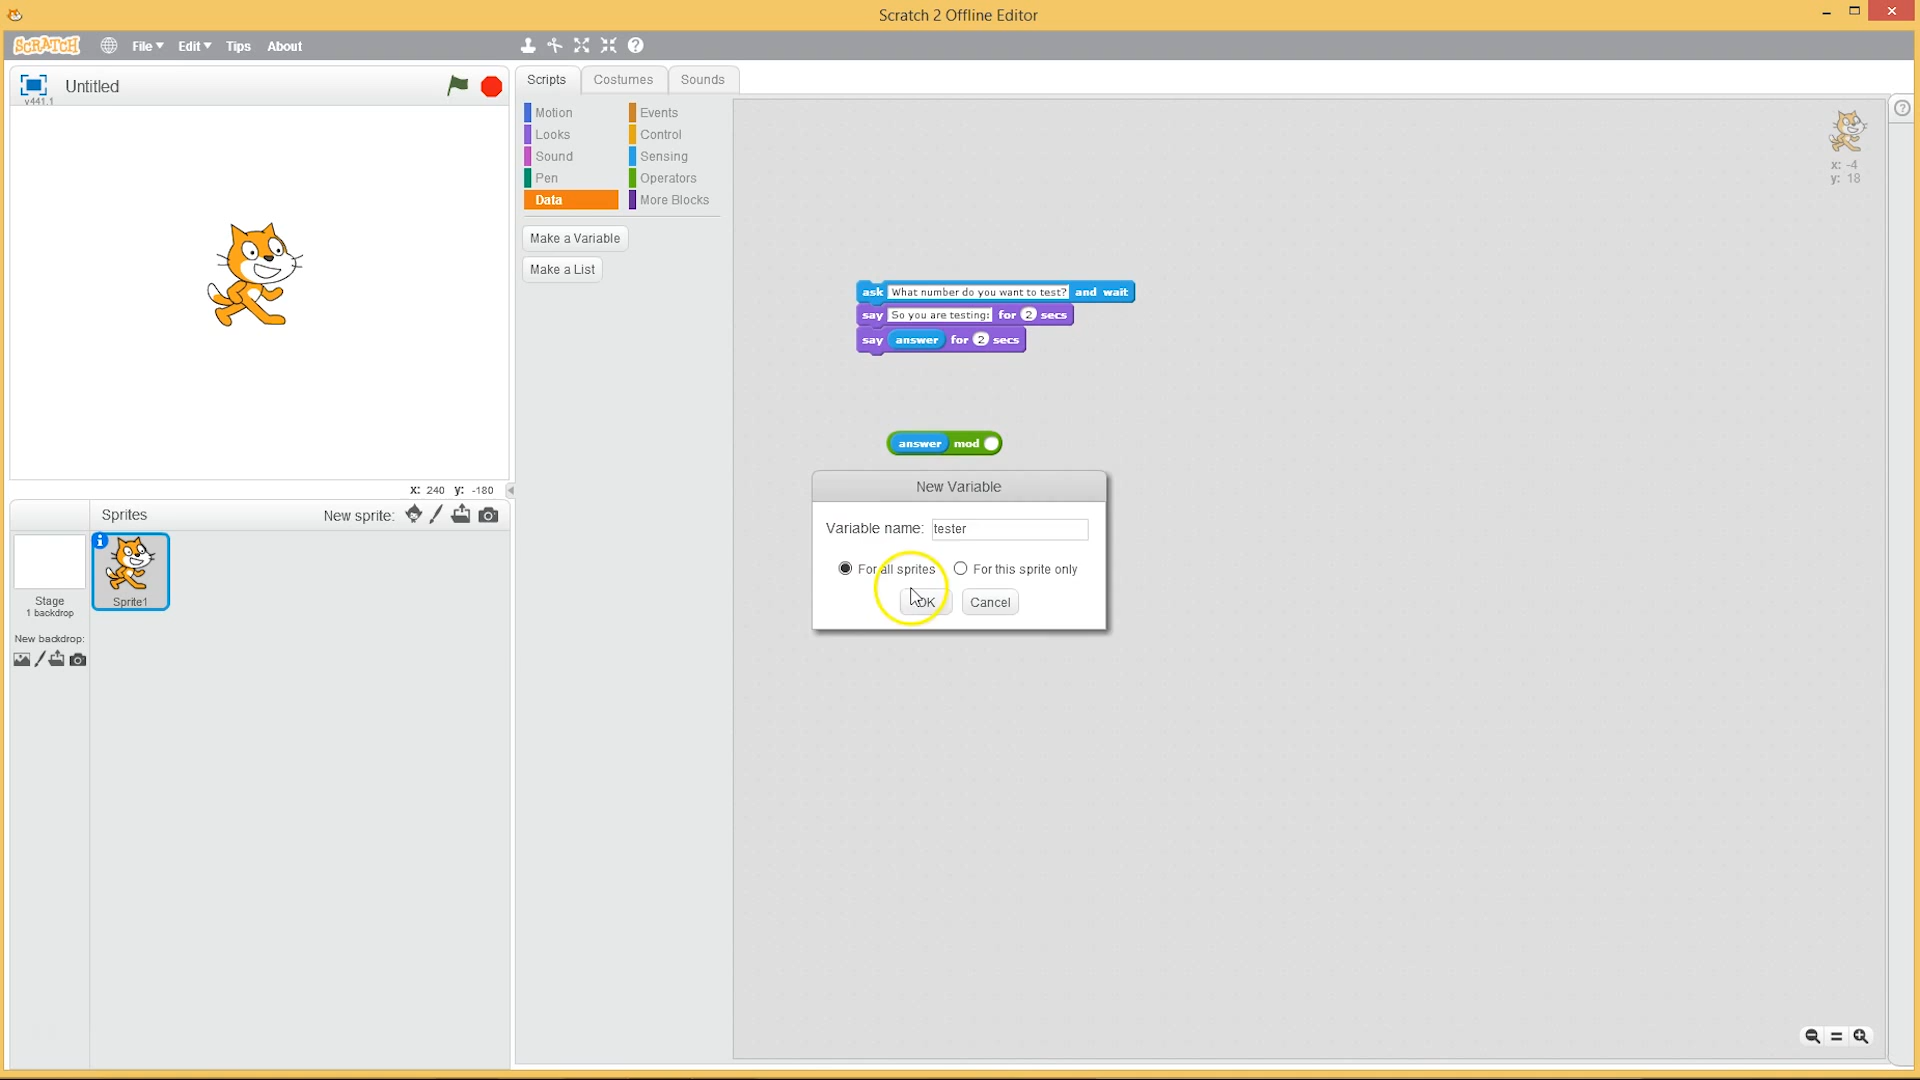 Scratch 2 Offline Editor
SCRATCH File Edit Tips About
v441.1
Untitled
Scripts Costumes Sounds
Motion Events
Looks Control
Sound Sensing
Pen Operators
Data More Blocks
Make a Variable
Make a List
x: -4
y: 18
ask What number do you want to test? and wait
say So you are testing: for 2 secs
say answer for 2 secs
answer mod
New Variable
Variable name: tester
For all sprites For this sprite only
OK Cancel
x: 240 y: -180
Sprites New sprite:
Sprite1
Stage
1 backdrop
New backdrop: